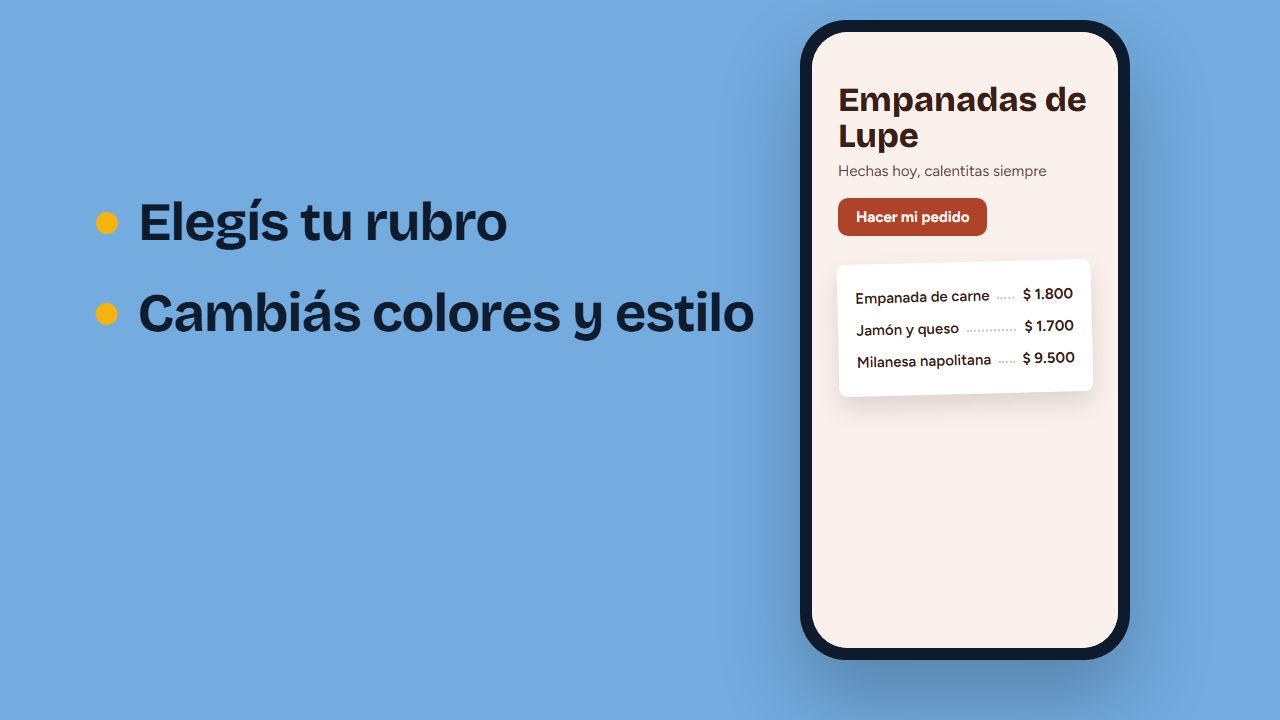 Elegís tu rubro
Cambiás colores y estilo
Empanadas de
Lupe
Hechas hoy, calentitas siempre
Hacer mi pedido
Empanada de carne $ 1.800
Jamón y queso $ 1.700
Milanesa napolitana $ 9.500